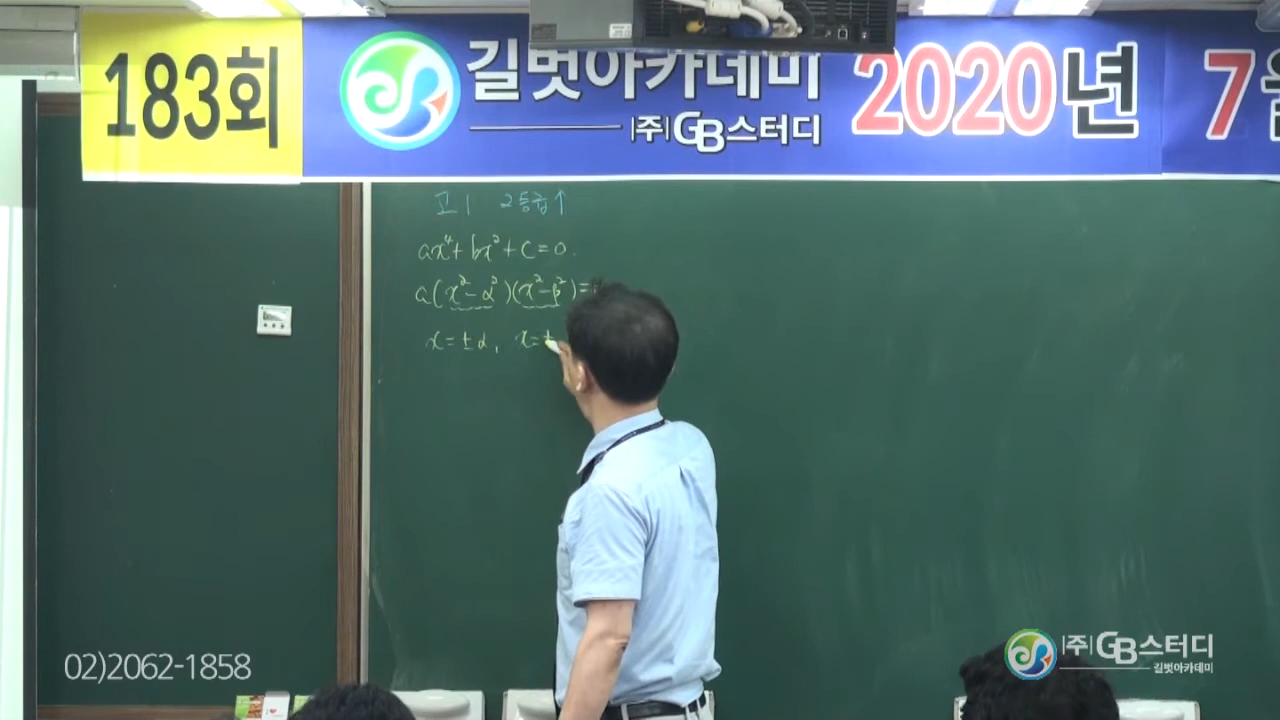 183회
길벗아카데미
2020년
7월
|주|GB스터디
고1 2등급↑
ax⁴+bx²+c=0.
a(x²-α²)(x²-β²)=
x=±α, x=±
02)2062-1858
|주|GB스터디
길벗아카데미